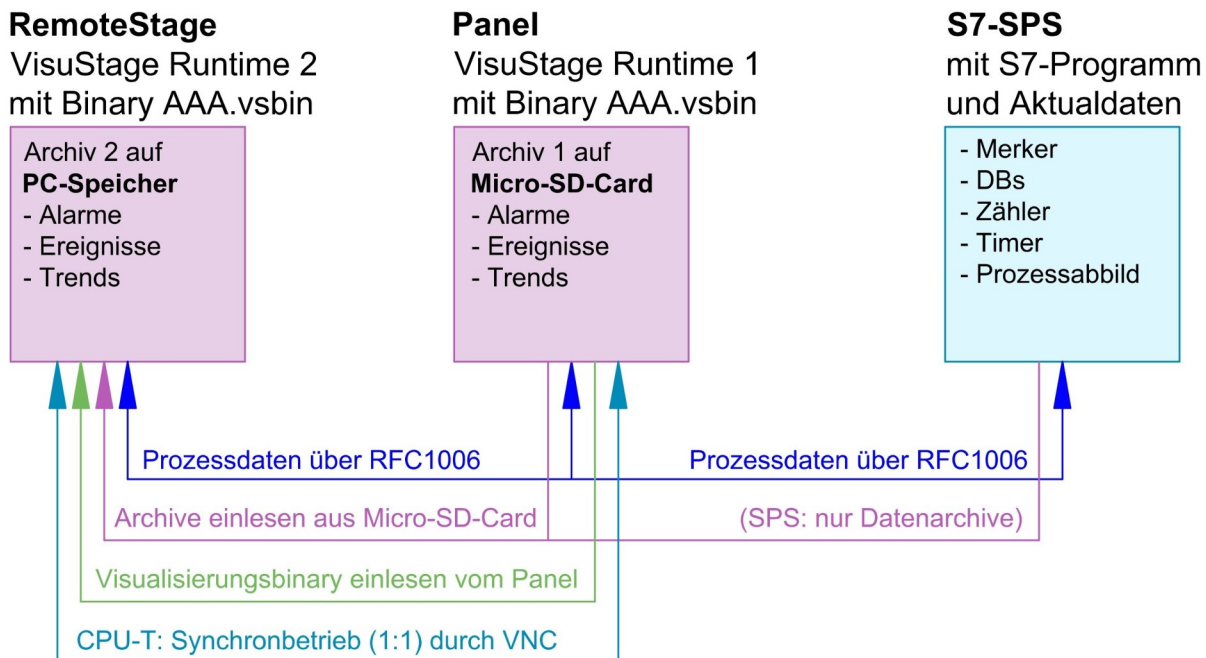 RemoteStage
VisuStage Runtime 2
mit Binary AAA.vsbin
Archiv 2 auf
PC-Speicher
- Alarme
- Ereignisse
- Trends
Panel
VisuStage Runtime 1
mit Binary AAA.vsbin
Archiv 1 auf
Micro-SD-Card
- Alarme
- Ereignisse
- Trends
S7-SPS
mit S7-Programm
und Aktualdaten
- Merker
- DBs
- Zähler
- Timer
- Prozessabbild
Prozessdaten über RFC1006
Prozessdaten über RFC1006
Archive einlesen aus Micro-SD-Card
(SPS: nur Datenarchive)
Visualisierungsbinary einlesen vom Panel
CPU-T: Synchronbetrieb (1:1) durch VNC